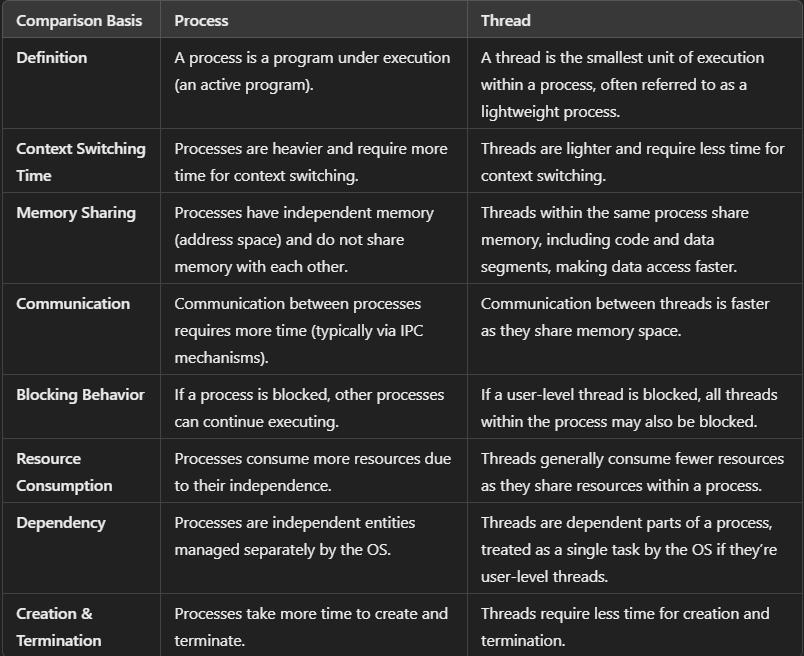 Comparison Basis Process Thread
Definition A process is a program under execution A thread is the smallest unit of execution
(an active program). within a process, often referred to as a
lightweight process.
Context Switching Processes are heavier and require more Threads are lighter and require less time for
Time time for context switching. context switching.
Memory Sharing Processes have independent memory Threads within the same process share
(address space) and do not share memory, including code and data
memory with each other. segments, making data access faster.
Communication Communication between processes Communication between threads is faster
requires more time (typically via IPC as they share memory space.
mechanisms).
Blocking Behavior If a process is blocked, other processes If a user-level thread is blocked, all threads
can continue executing. within the process may also be blocked.
Resource Processes consume more resources due Threads generally consume fewer resources
Consumption to their independence. as they share resources within a process.
Dependency Processes are independent entities Threads are dependent parts of a process,
managed separately by the OS. treated as a single task by the OS if they’re
user-level threads.
Creation & Processes take more time to create and Threads require less time for creation and
Termination terminate. termination.